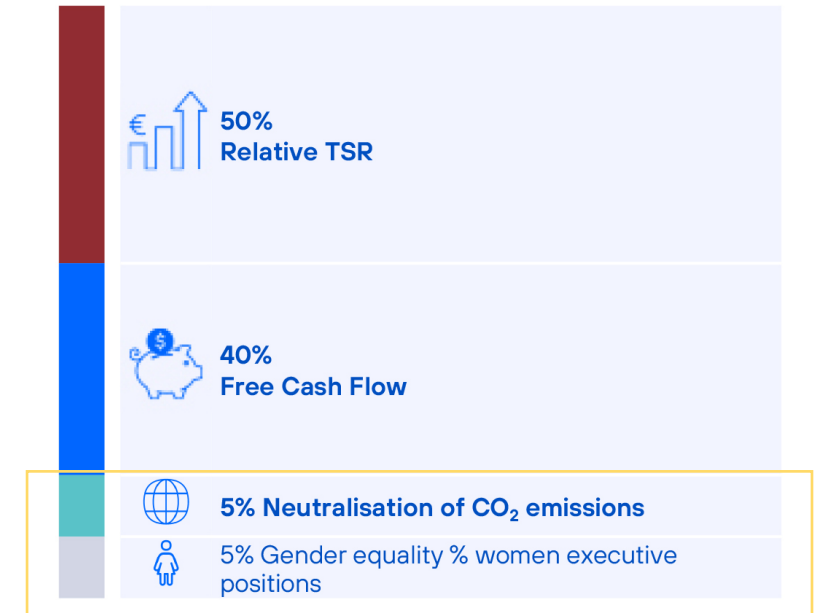 €
50%
Relative TSR
$
40%
Free Cash Flow
5% Neutralisation of CO₂ emissions
5% Gender equality % women executive
positions